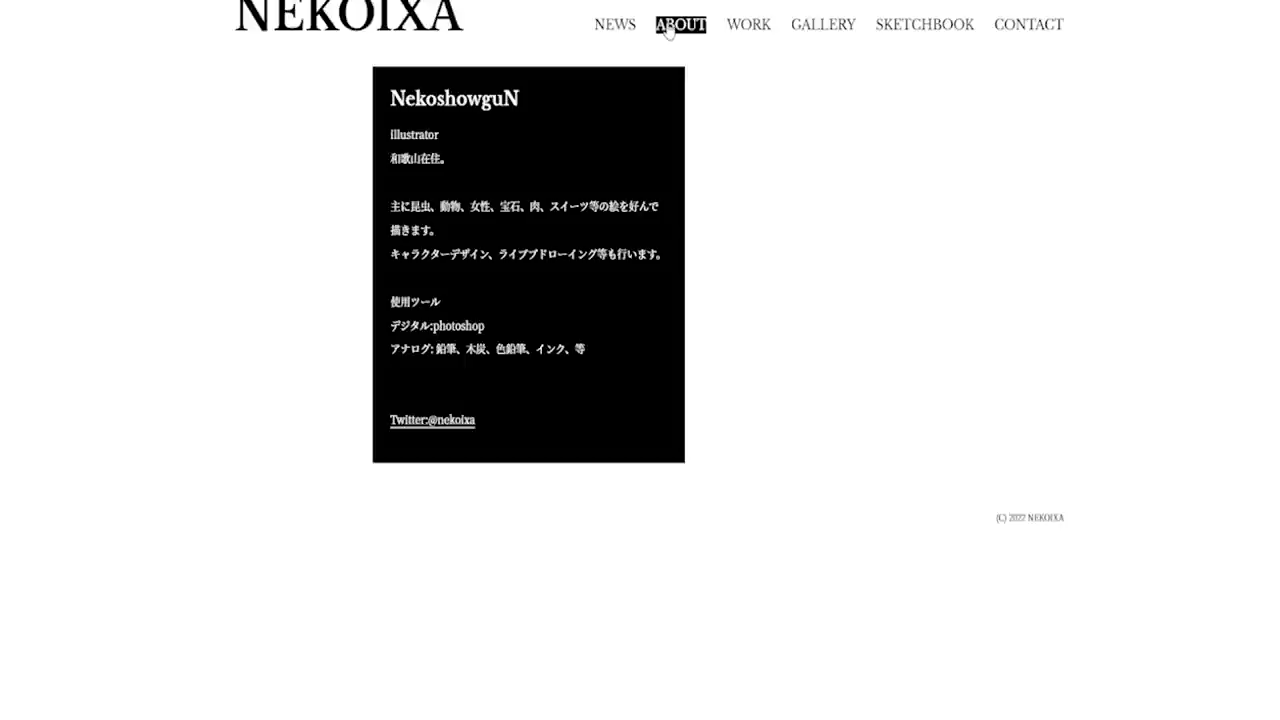 NEKOIXA
NEWS ABOUT WORK GALLERY SKETCHBOOK CONTACT
NekoshowguN
illustrator
和歌山在住。
主に昆虫、動物、女性、宝石、肉、スイーツ等の絵を好んで
描きます。
キャラクターデザイン、ライブブドローイング等も行います。
使用ツール
デジタル:photoshop
アナログ: 鉛筆、木炭、色鉛筆、インク、等
Twitter:@nekoixa
(C) 2022 NEKOIXA